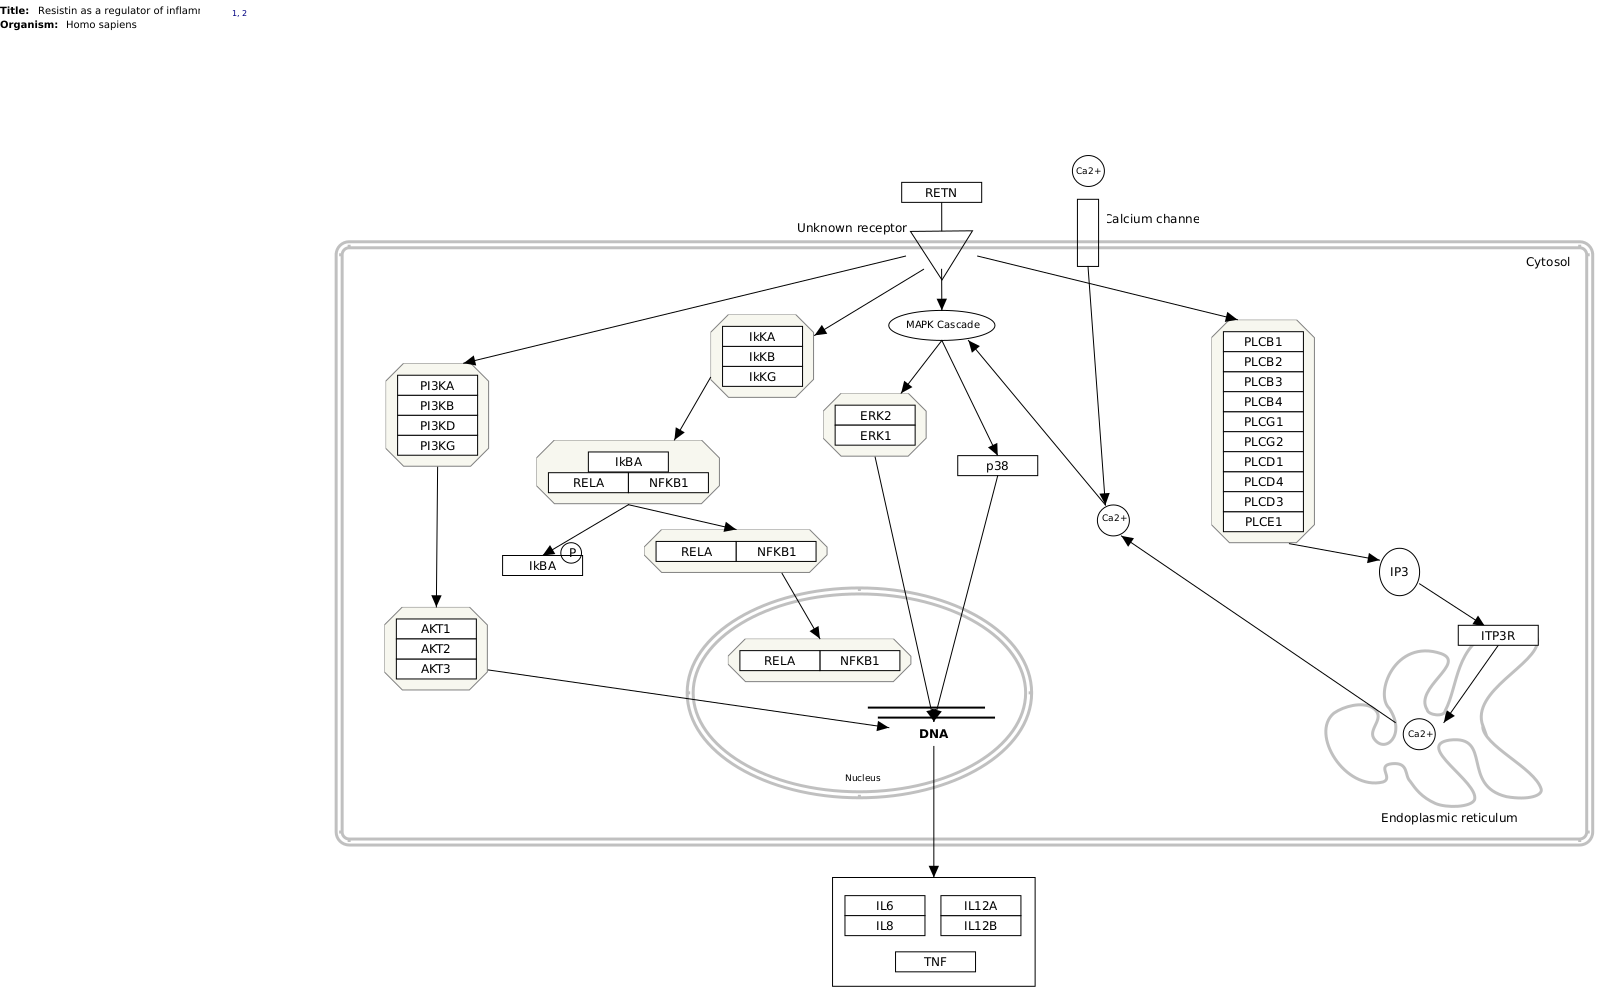 Title: Resistin as a regulator of inflam 1, 2
Organism: Homo sapiens
Ca2+
RETN
Calcium channe
Unknown receptor
Cytosol
MAPK Cascade
IkKA
IkKB
IkKG
PLCB1
PLCB2
PLCB3
PLCB4
PLCG1
PLCG2
PLCD1
PLCD4
PLCD3
PLCE1
PI3KA
PI3KB
PI3KD
PI3KG
ERK2
ERK1
IkBA
RELA NFKB1
p38
Ca2+
P
IkBA
RELA NFKB1
IP3
AKT1
AKT2
AKT3
ITP3R
RELA NFKB1
DNA
Ca2+
Nucleus
Endoplasmic reticulum
IL6 IL12A
IL8 IL12B
TNF